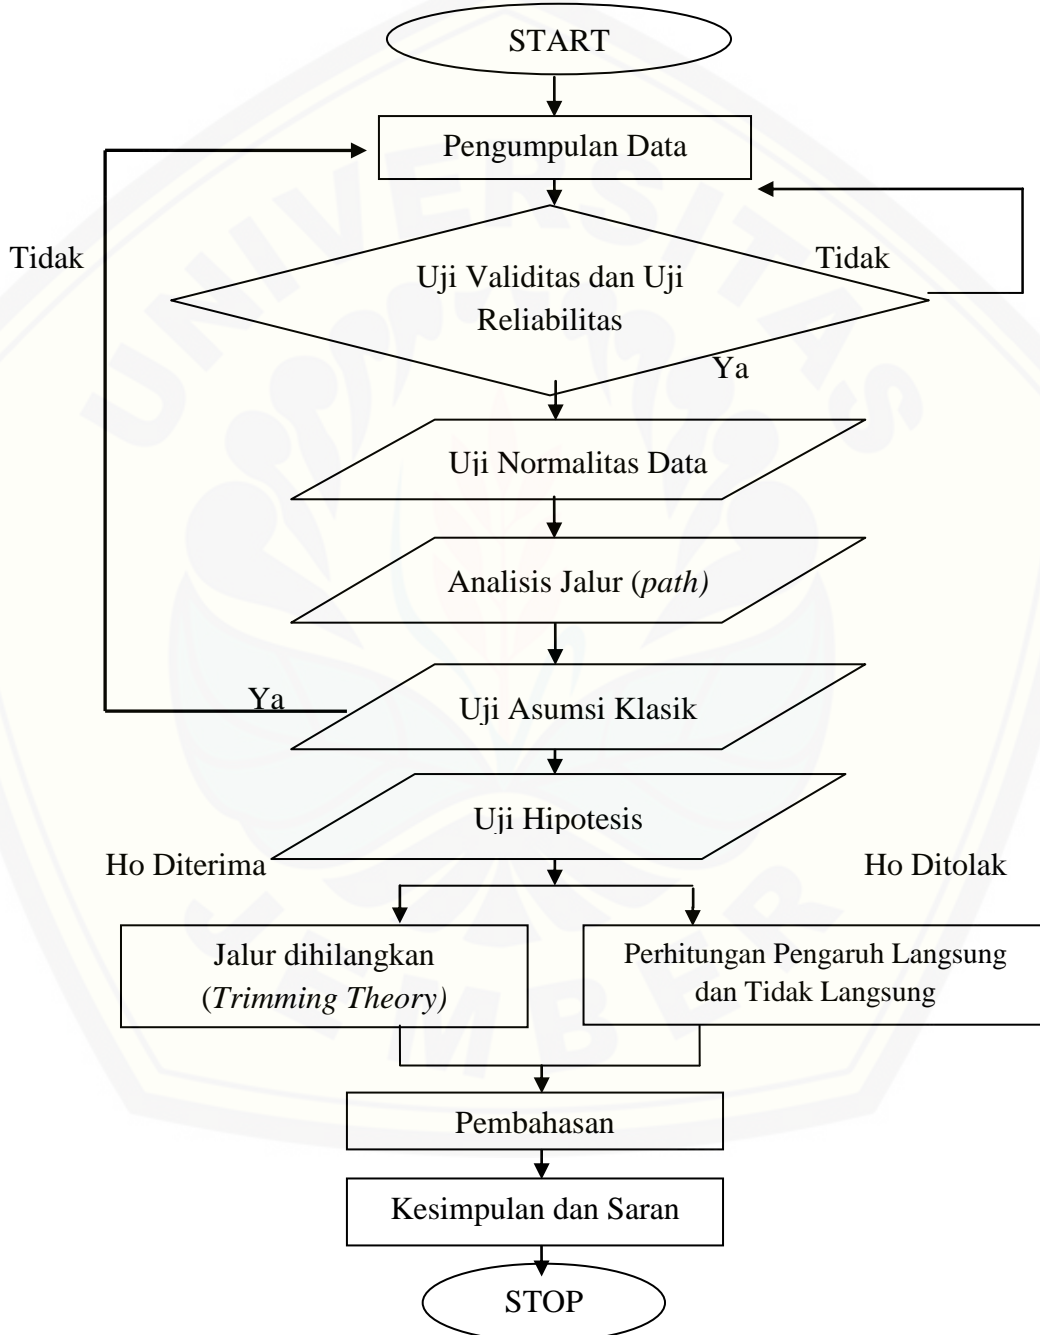 START
Pengumpulan Data
Tidak
Tidak
Uji Validitas dan Uji
Reliabilitas
Ya
Uji Normalitas Data
Analisis Jalur (path)
Ya
Uji Asumsi Klasik
Uji Hipotesis
Ho Diterima
Ho Ditolak
Jalur dihilangkan
(Trimming Theory)
Perhitungan Pengaruh Langsung
dan Tidak Langsung
Pembahasan
Kesimpulan dan Saran
STOP
UNIVERSITAS
JEMBER